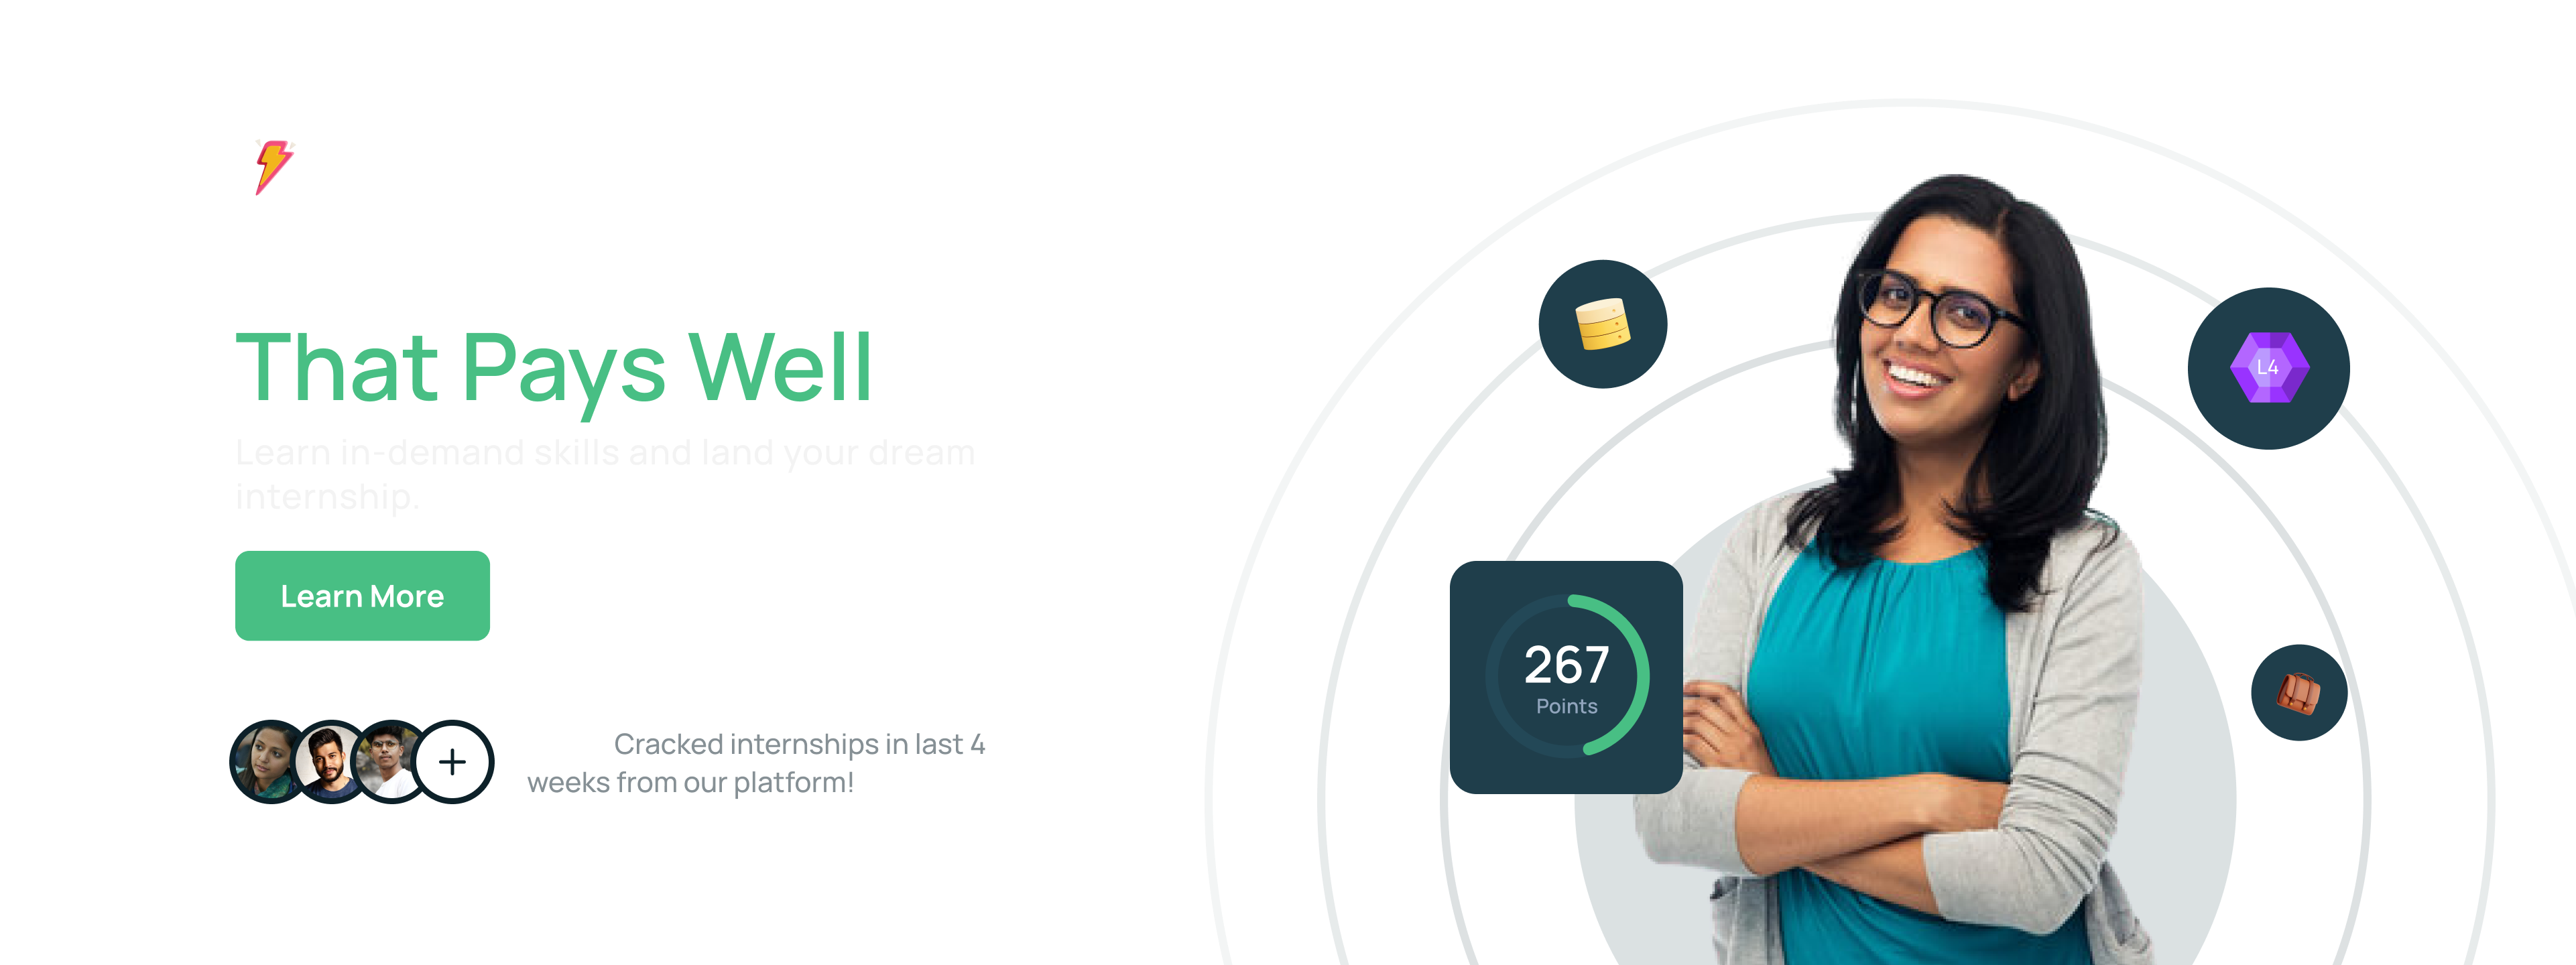 That Pays Well
Learn in-demand skills and land your dream
internship.
Learn More
Cracked internships in last 4
weeks from our platform!
L4
267
Points